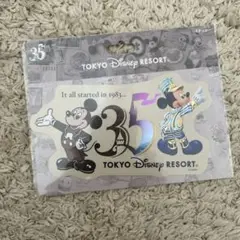 35
TOKYO Disney RESORT
It all started in 1983...
35
TOKYO Disney RESORT